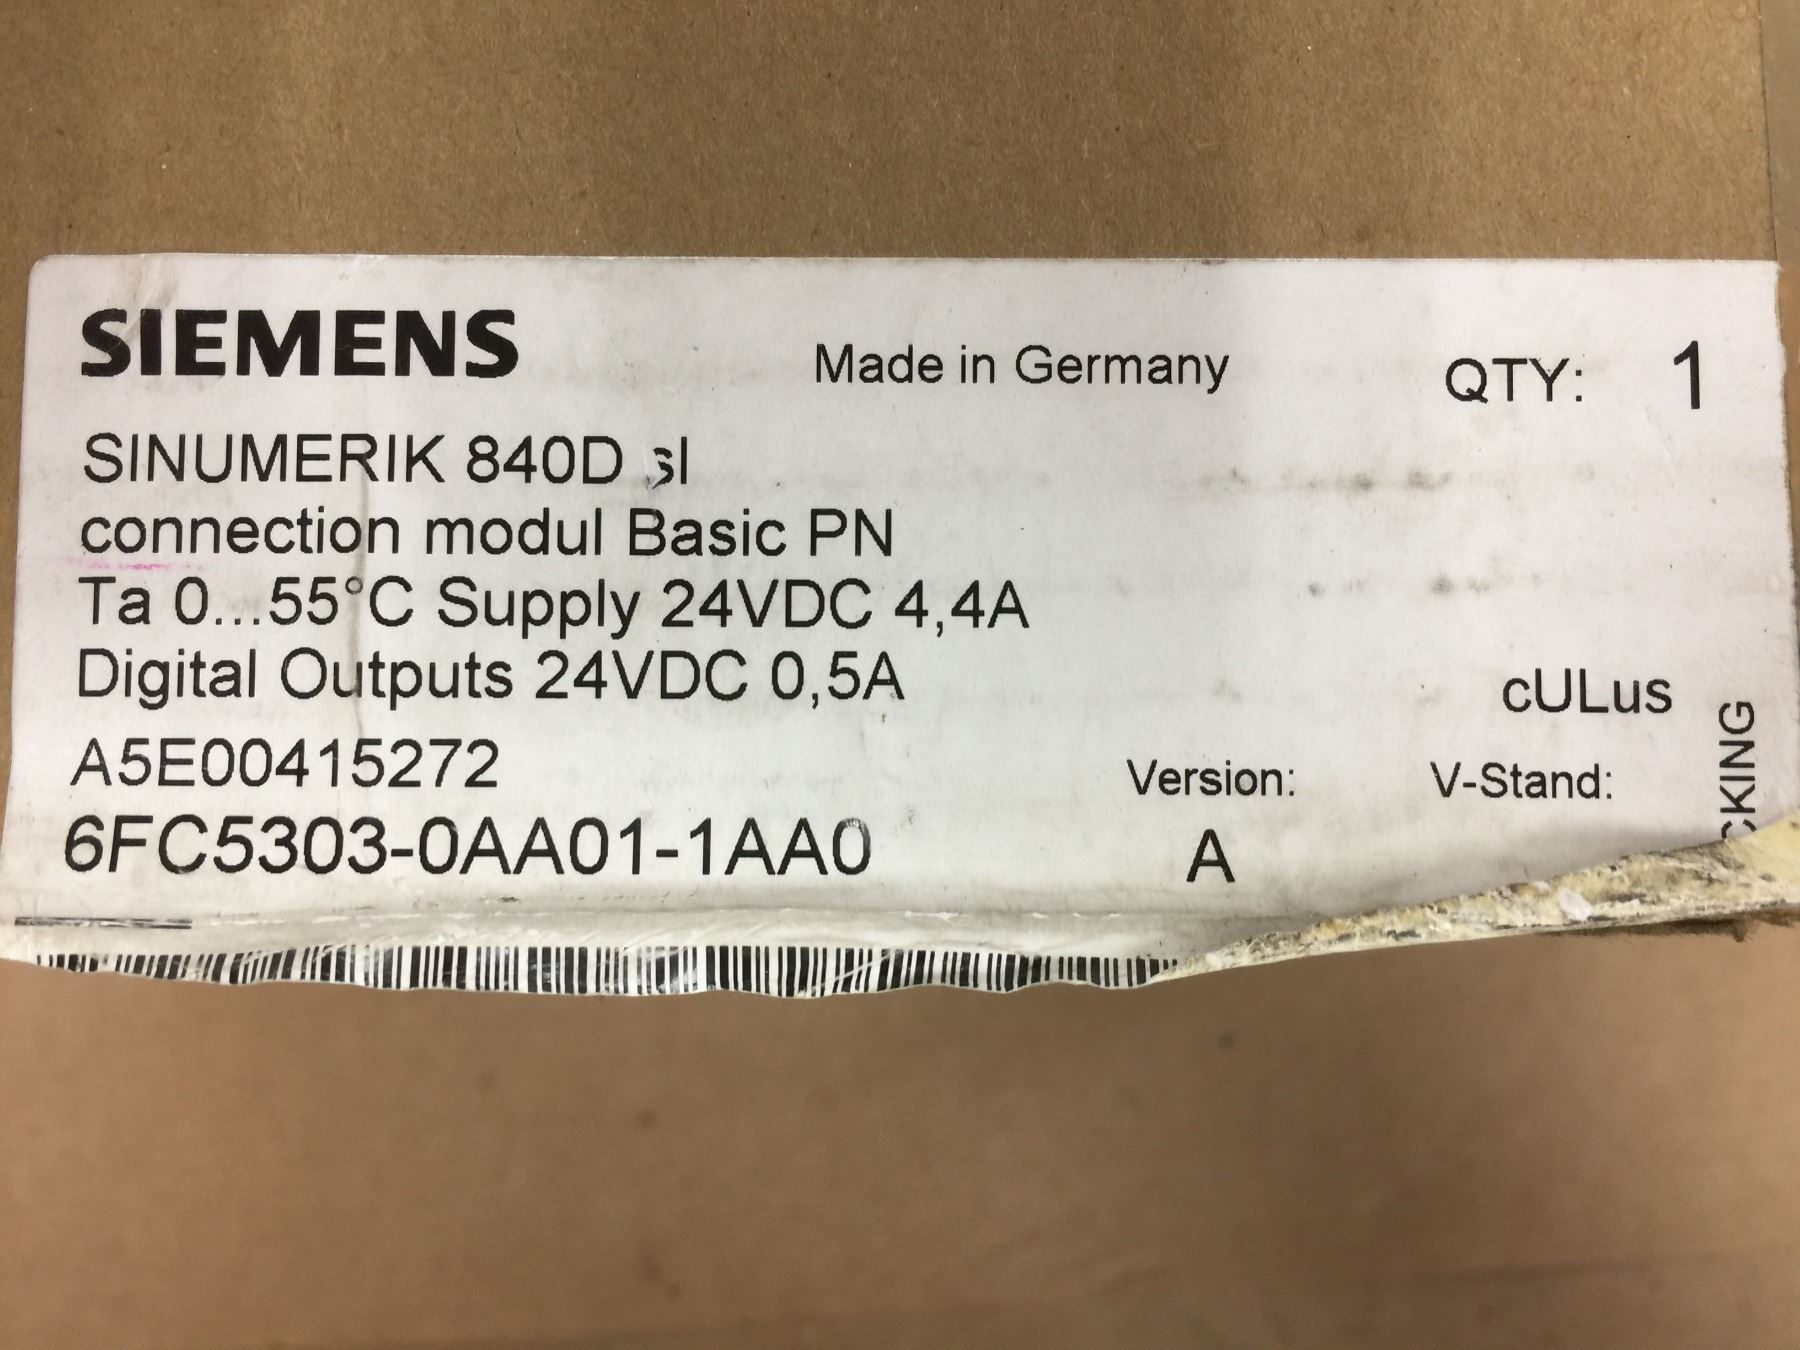 SIEMENS
Made in Germany
QTY: 1
SINUMERIK 840D sl
connection modul Basic PN
Ta 0...55°C Supply 24VDC 4,4A
Digital Outputs 24VDC 0,5A
cULus
A5E00415272
Version:
V-Stand:
6FC5303-0AA01-1AA0
A